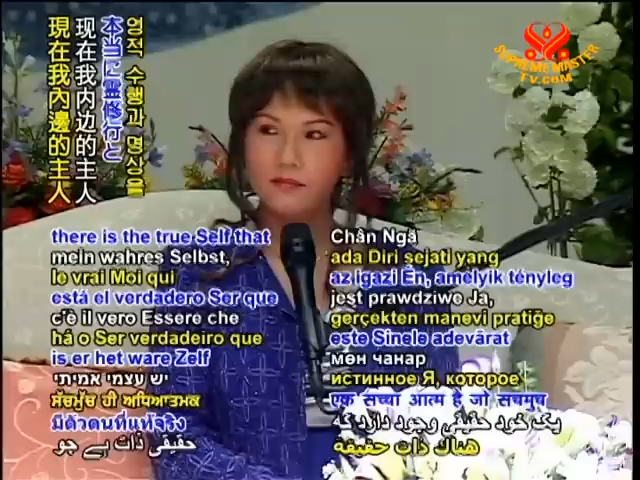 영적 수행과 명상을
本当に霊修行と
现在我内边的主人
現在我內邊的主人
SUPREME MASTER
TV.COM
there is the true Self that
mein wahres Selbst,
le vrai Moi qui
está el verdadero Ser que
c'è il vero Essere che
há o Ser verdadeiro que
is er het ware Zelf
יש עצמי אמיתי
ਸੱਚਮੁੱਚ ਹੀ ਅਧਿਆਤਮਕ
มีตัวตนที่แท้จริง
حقیقی ذات ہے جو
Chân Ngã
ada Diri sejati yang
az igazi Én, amelyik tényleg
jest prawdziwe Ja,
gerçekten manevi pratiğe
este Sinele adevărat
мөн чанар
истинное Я, которое
एक सच्चा आत्म है जो सचमुच
یک خود حقیقی وجود دارد که
هناك ذات حقيقية